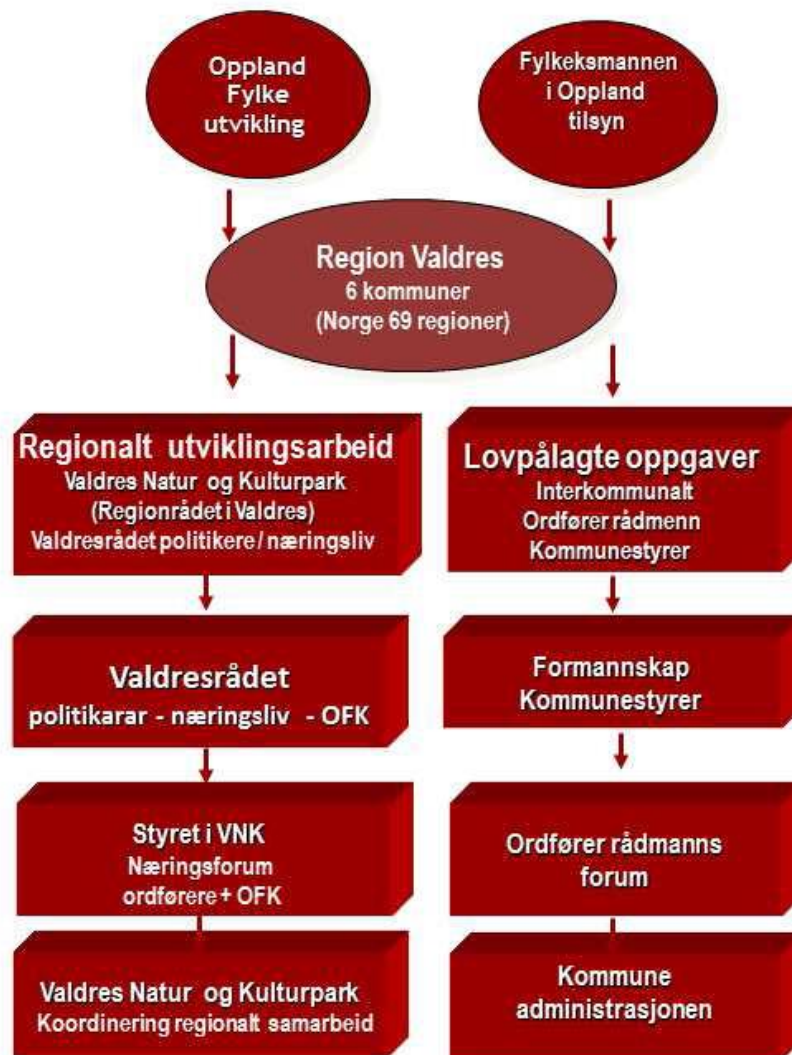 Oppland
Fylke
utvikling
Fylkeksmannen
i Oppland
tilsyn
Region Valdres
6 kommuner
(Norge 69 regioner)
Regionalt utviklingsarbeid
Valdres Natur og Kulturpark
(Regionrådet i Valdres)
Valdresrådet politikere / næringsliv
Lovpålagte oppgaver
Interkommunalt
Ordfører rådmenn
Kommunestyrer
Valdresrådet
politikarar - næringsliv - OFK
Formannskap
Kommunestyrer
Styret i VNK
Næringsforum
ordførere + OFK
Ordfører rådmanns
forum
Valdres Natur og Kulturpark
Koordinering regionalt samarbeid
Kommune
administrasjonen